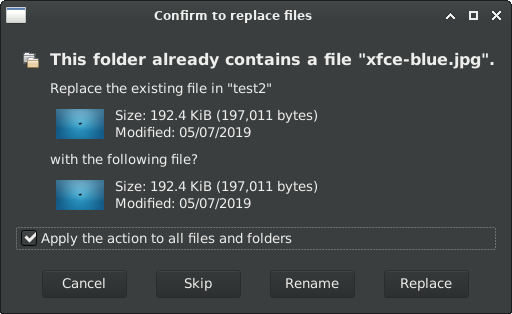 Confirm to replace files
This folder already contains a file "xfce-blue.jpg".
Replace the existing file in "test2"
Size: 192.4 KiB (197,011 bytes)
Modified: 05/07/2019
with the following file?
Size: 192.4 KiB (197,011 bytes)
Modified: 05/07/2019
Apply the action to all files and folders
Cancel
Skip
Rename
Replace